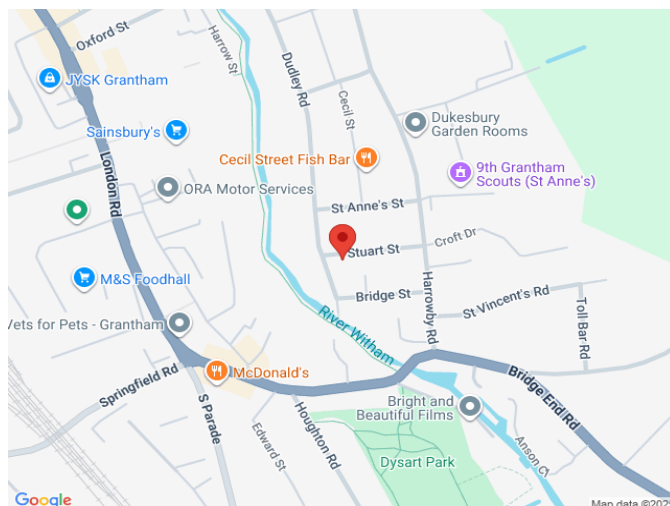 Oxford St
Harrow St
Dudley Rd
Cecil St
JYSK Grantham
Sainsbury's
London Rd
Dukesbury
Garden Rooms
Cecil Street Fish Bar
9th Grantham
Scouts (St Anne's)
ORA Motor Services
St Anne's St
Stuart St
Croft Dr
M&S Foodhall
Harrowby Rd
Bridge St
St Vincent's Rd
Toll Bar Rd
River Witham
Vets for Pets - Grantham
McDonald's
Springfield Rd
S Parade
Edward St
Houghton Rd
Bright and
Beautiful Films
Bridge End Rd
Anson Ct
Dysart Park
Google
Map data ©202